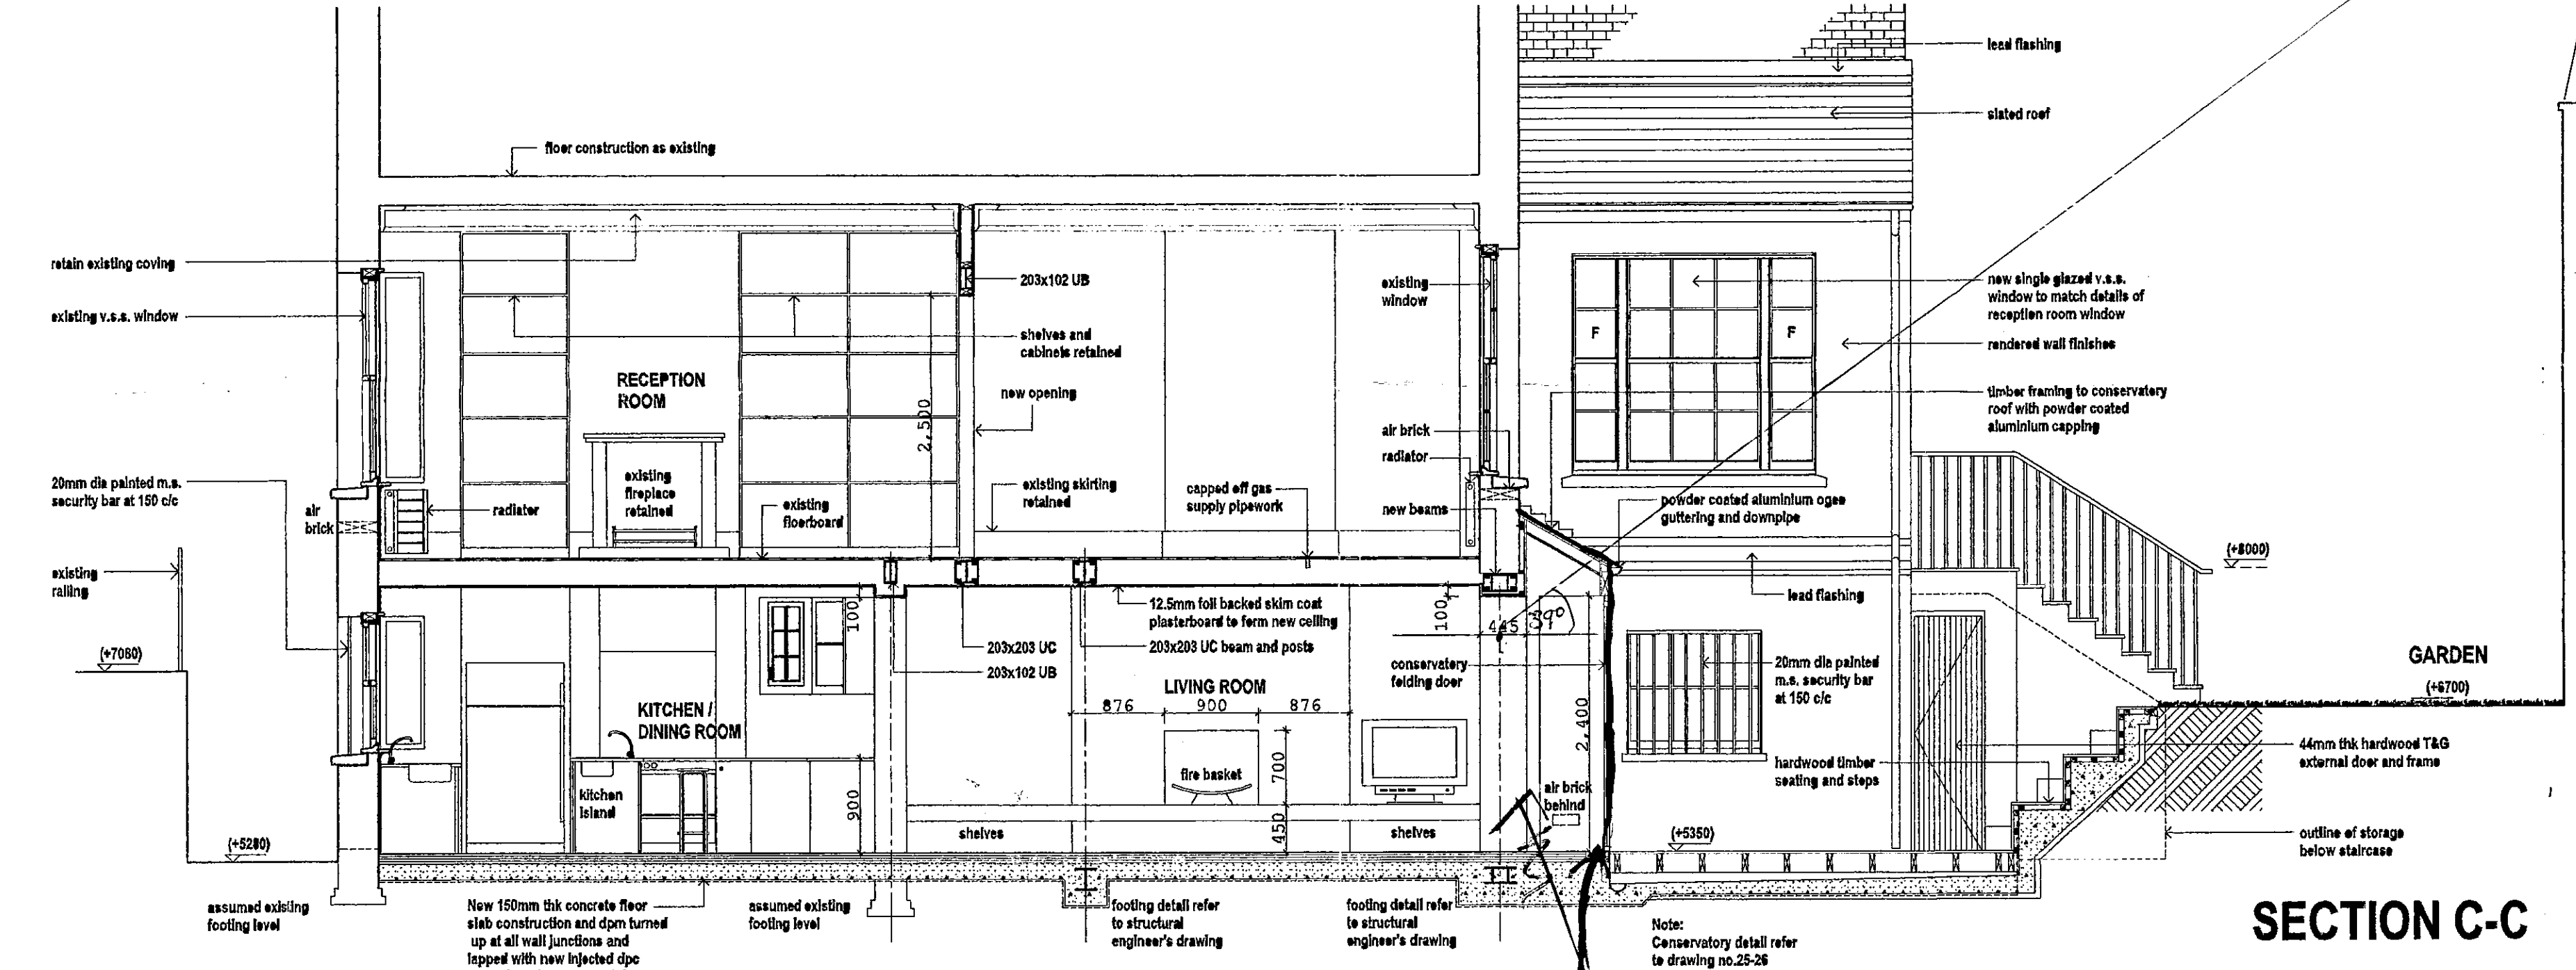 lead flashing
slated roof
floor construction as existing
retain existing coving
existing v.s.s. window
203x102 UB
shelves and
cabinets retained
RECEPTION
ROOM
new opening
2,500
existing
window
F
F
new single glazed v.s.s.
window to match details of
reception room window
rendered wall finishes
timber framing to conservatory
roof with powder coated
aluminium capping
20mm dia painted m.s.
security bar at 150 c/c
air
brick
radiator
existing
fireplace
retained
existing
floorboard
existing skirting
retained
capped off gas
supply pipework
air brick
radiator
new beams
powder coated aluminium ogee
guttering and downpipe
(+8000)
existing
railing
100
12.5mm foil backed skim coat
plasterboard to form new ceiling
100
445
39°
lead flashing
(+7080)
203x203 UC
203x102 UB
203x203 UC beam and posts
conservatory
folding door
20mm dia painted
m.s. security bar
at 150 c/c
GARDEN
(+6700)
KITCHEN /
DINING ROOM
LIVING ROOM
876
900
876
2,400
fire basket
700
kitchen
island
900
450
shelves
shelves
air brick
behind
hardwood timber
seating and steps
44mm thk hardwood T&G
external door and frame
(+5280)
(+5350)
outline of storage
below staircase
assumed existing
footing level
New 150mm thk concrete floor
slab construction and dpm turned
up at all wall junctions and
lapped with new injected dpc
assumed existing
footing level
footing detail refer
to structural
engineer's drawing
footing detail refer
to structural
engineer's drawing
Note:
Conservatory detail refer
to drawing no.25-26
SECTION C-C